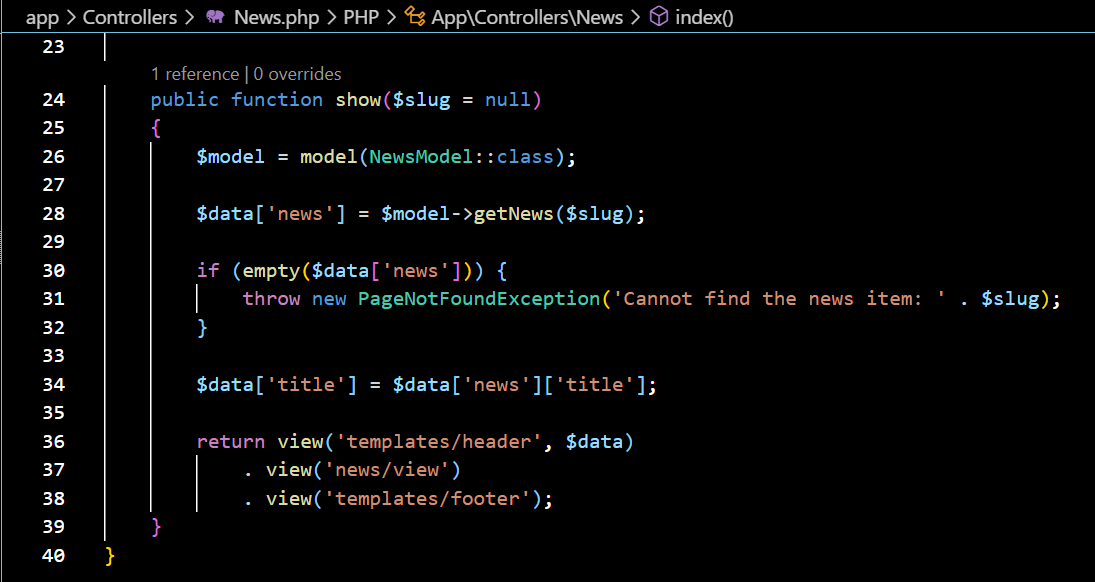 app > Controllers > News.php > PHP > App\Controllers\News > index()
23
1 reference | 0 overrides
24 public function show($slug = null)
25 {
26 $model = model(NewsModel::class);
27
28 $data['news'] = $model->getNews($slug);
29
30 if (empty($data['news'])) {
31 throw new PageNotFoundException('Cannot find the news item: ' . $slug);
32 }
33
34 $data['title'] = $data['news']['title'];
35
36 return view('templates/header', $data)
37 . view('news/view')
38 . view('templates/footer');
39 }
40 }